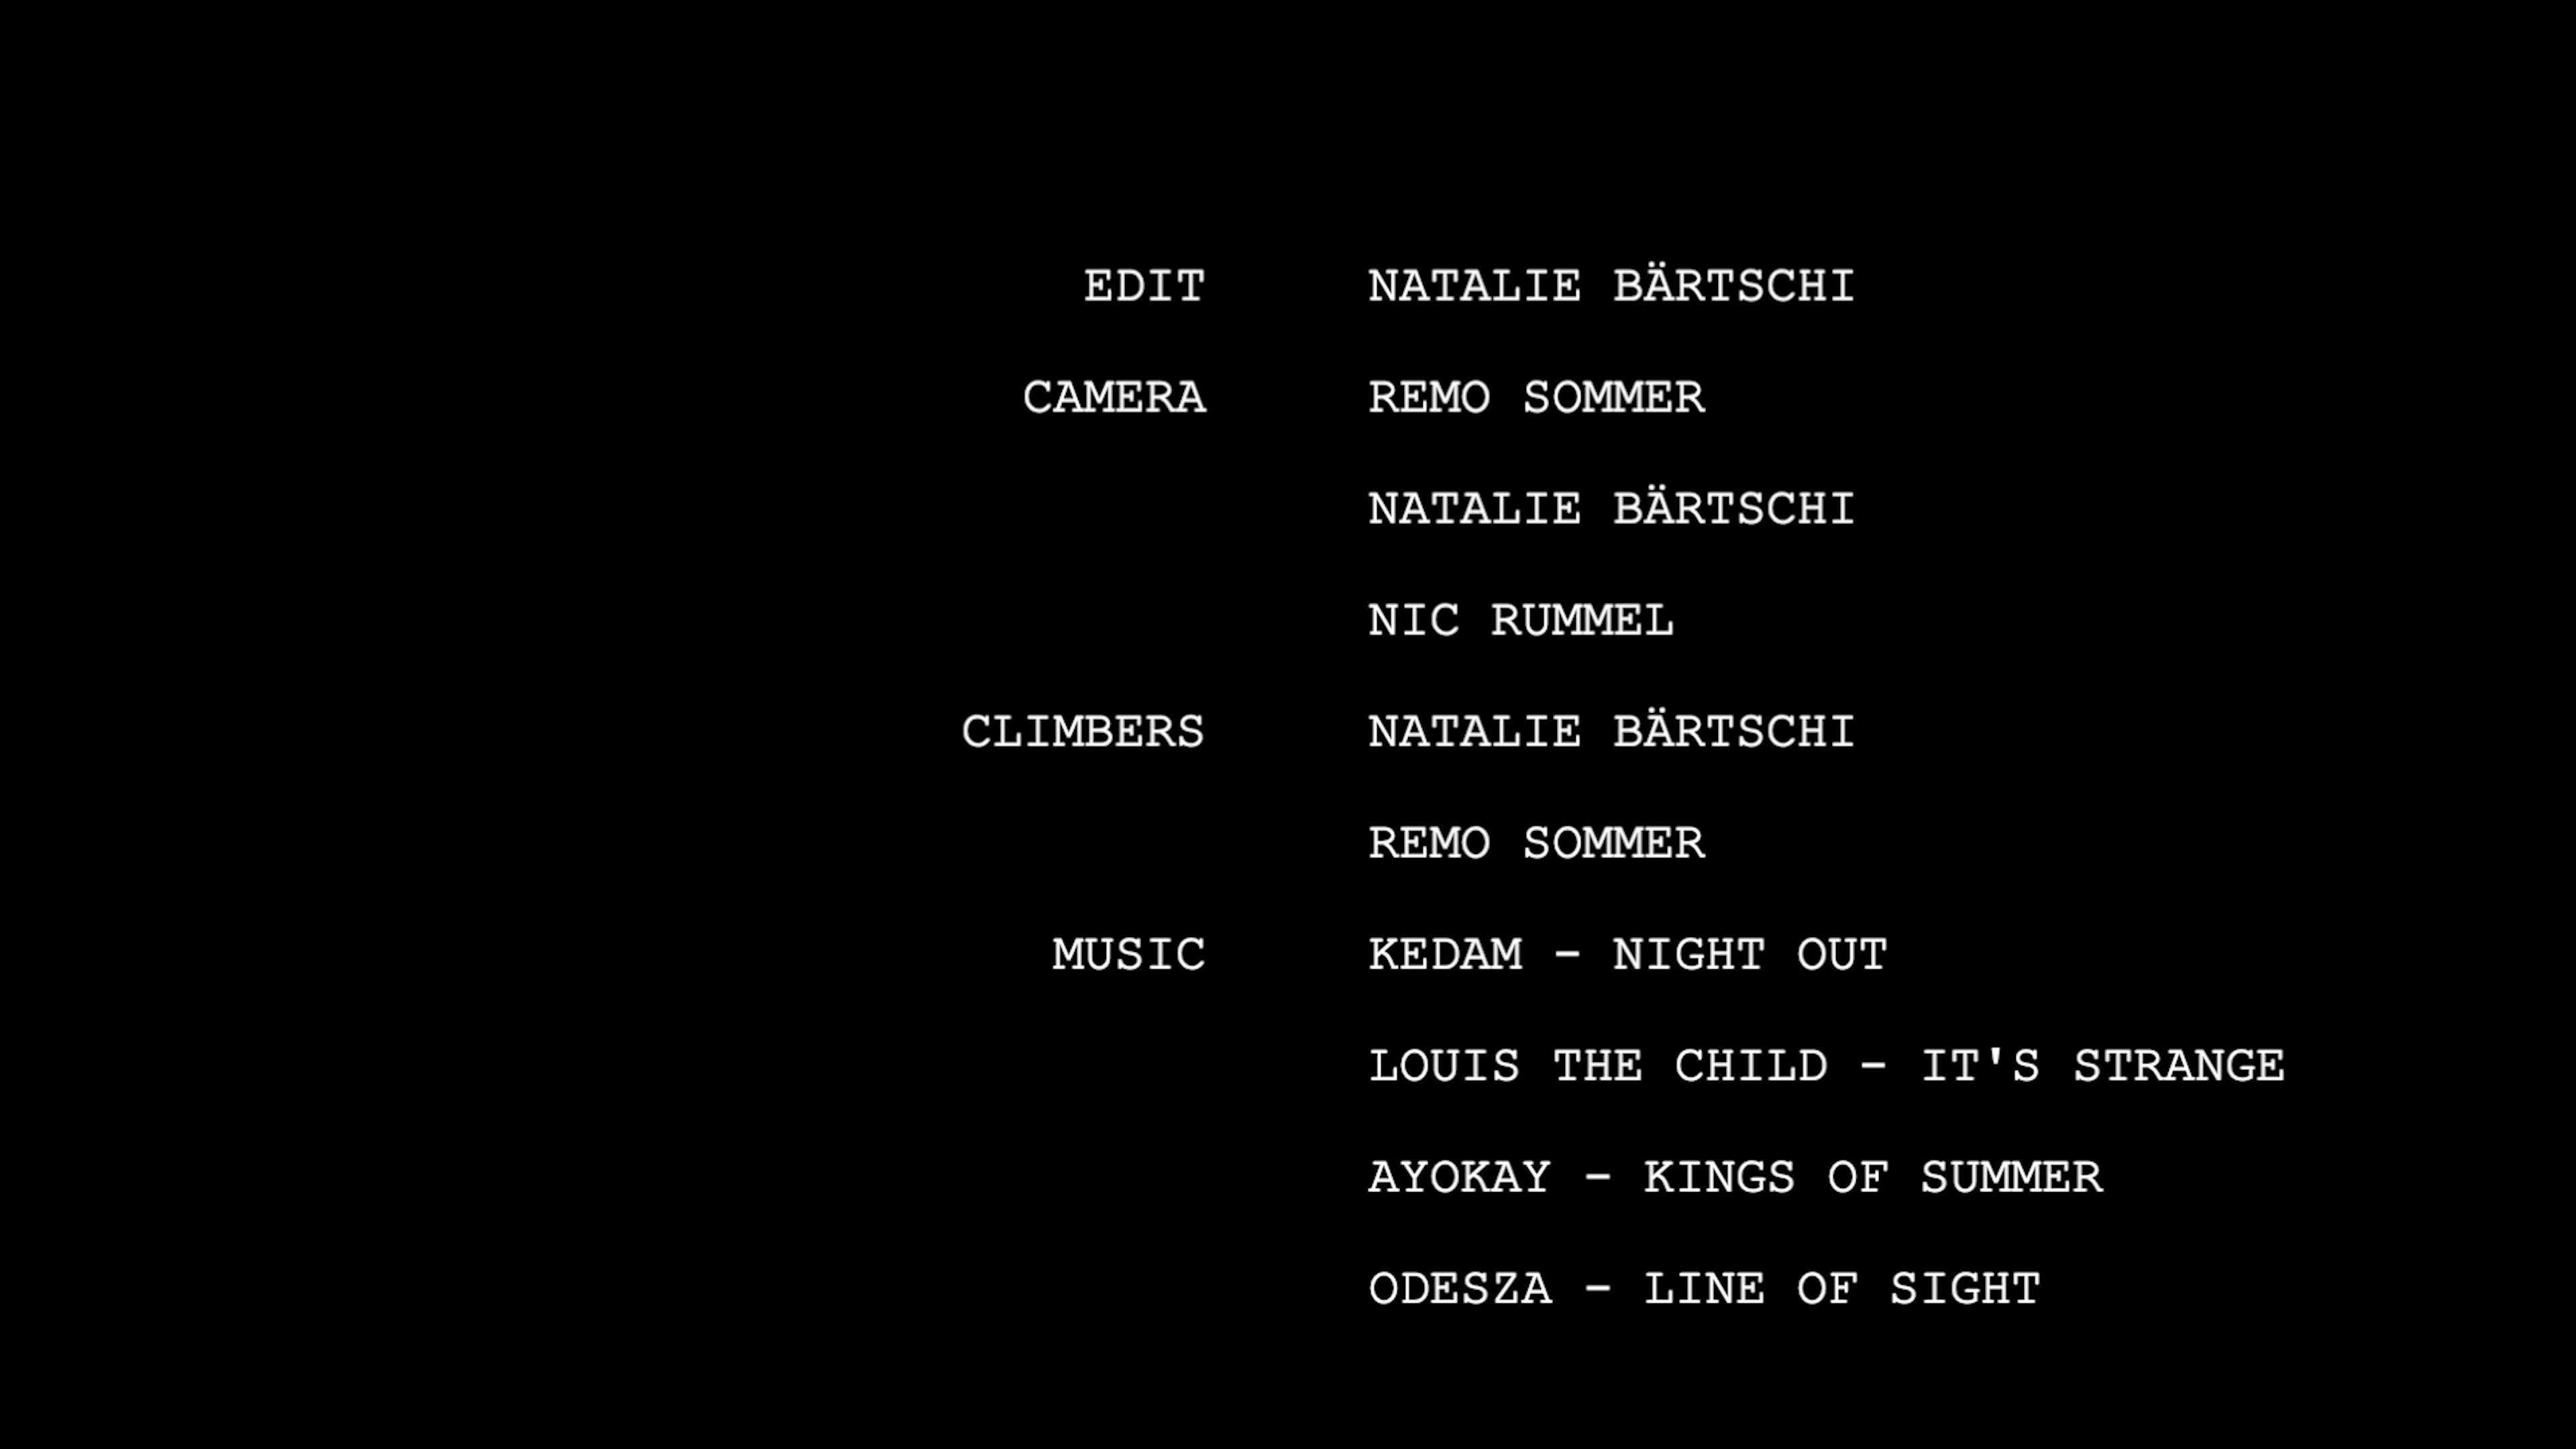 EDIT NATALIE BÄRTSCHI
CAMERA REMO SOMMER
NATALIE BÄRTSCHI
NIC RUMMEL
CLIMBERS NATALIE BÄRTSCHI
REMO SOMMER
MUSIC KEDAM - NIGHT OUT
LOUIS THE CHILD - IT'S STRANGE
AYOKAY - KINGS OF SUMMER
ODESZA - LINE OF SIGHT